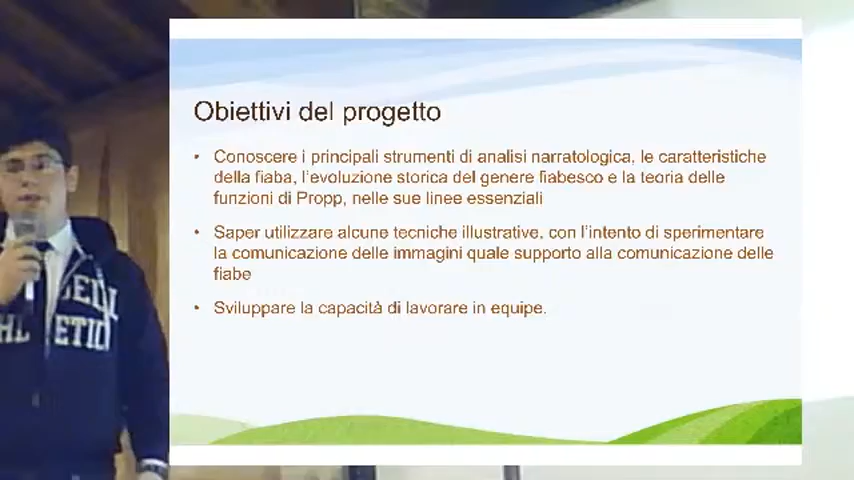 Obiettivi del progetto
• Conoscere i principali strumenti di analisi narratologica, le caratteristiche
della fiaba, l'evoluzione storica del genere fiabesco e la teoria delle
funzioni di Propp, nelle sue linee essenziali
• Saper utilizzare alcune tecniche illustrative, con l'intento di sperimentare
la comunicazione delle immagini quale supporto alla comunicazione delle
fiabe
• Sviluppare la capacità di lavorare in equipe.